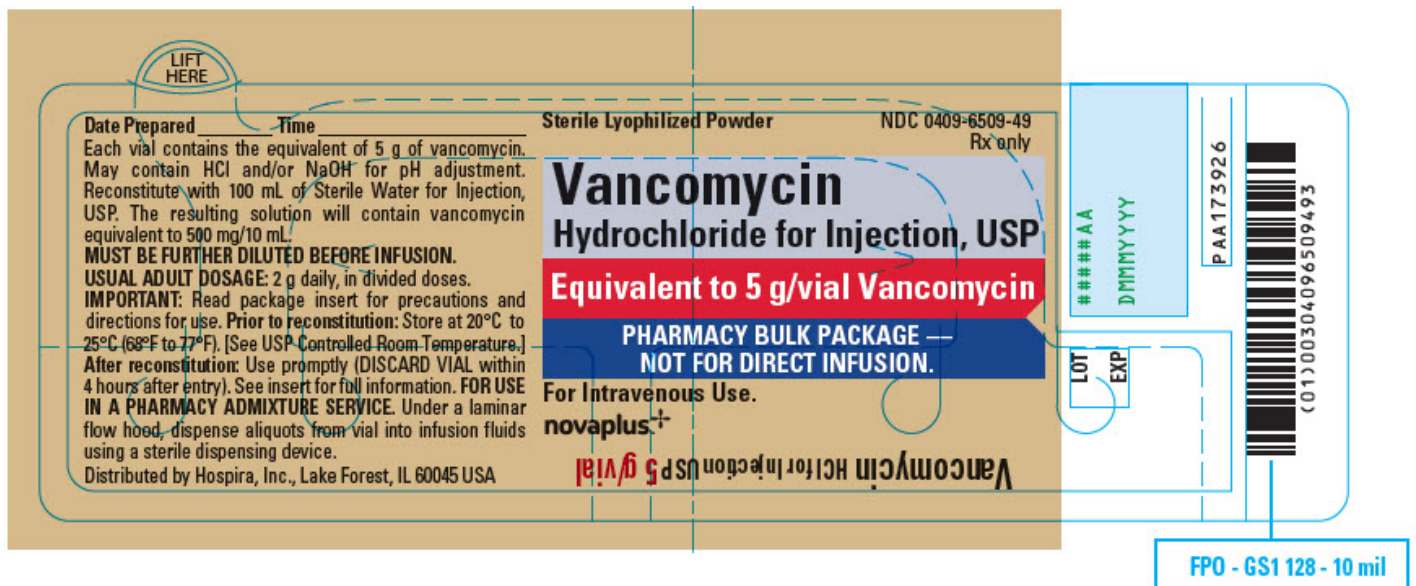 LIFT
HERE
Date Prepared Time
Each vial contains the equivalent of 5 g of vancomycin.
May contain HCl and/or NaOH for pH adjustment.
Reconstitute with 100 mL of Sterile Water for Injection,
USP. The resulting solution will contain vancomycin
equivalent to 500 mg/10 mL.
MUST BE FURTHER DILUTED BEFORE INFUSION.
USUAL ADULT DOSAGE: 2 g daily, in divided doses.
IMPORTANT: Read package insert for precautions and
directions for use. Prior to reconstitution: Store at 20°C to
25°C (68°F to 77°F). [See USP Controlled Room Temperature.]
After reconstitution: Use promptly (DISCARD VIAL within
4 hours after entry). See insert for full information. FOR USE
IN A PHARMACY ADMIXTURE SERVICE. Under a laminar
flow hood, dispense aliquots from vial into infusion fluids
using a sterile dispensing device.
Distributed by Hospira, Inc., Lake Forest, IL 60045 USA
Sterile Lyophilized Powder NDC 0409-6509-49
Rx only
Vancomycin
Hydrochloride for Injection, USP
Equivalent to 5 g/vial Vancomycin
PHARMACY BULK PACKAGE —
NOT FOR DIRECT INFUSION.
For Intravenous Use.
novaplus+
Vancomycin HCl for Injection USP 5 g/vial
LOT #####AA
EXP DMMMYYYY
PAA173926
(01)00304096509493
FPO - GS1 128 - 10 mil